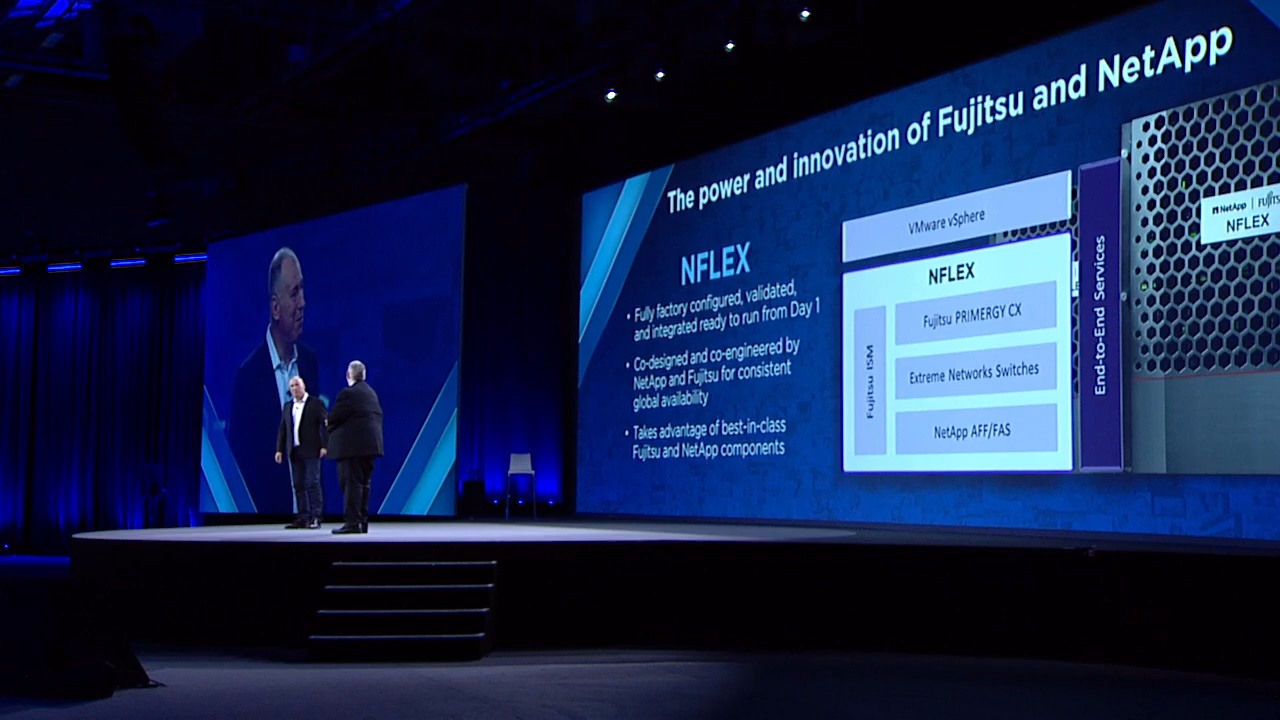 The power and innovation of Fujitsu and NetApp
NFLEX
• Fully factory configured, validated,
and integrated ready to run from Day 1
• Co-designed and co-engineered by
NetApp and Fujitsu for consistent
global availability
• Takes advantage of best-in-class
Fujitsu and NetApp components
VMware vSphere
NFLEX
Fujitsu ISM
Fujitsu PRIMERGY CX
Extreme Networks Switches
NetApp AFF/FAS
End-to-End Services
NetApp | FUJITS
NFLEX